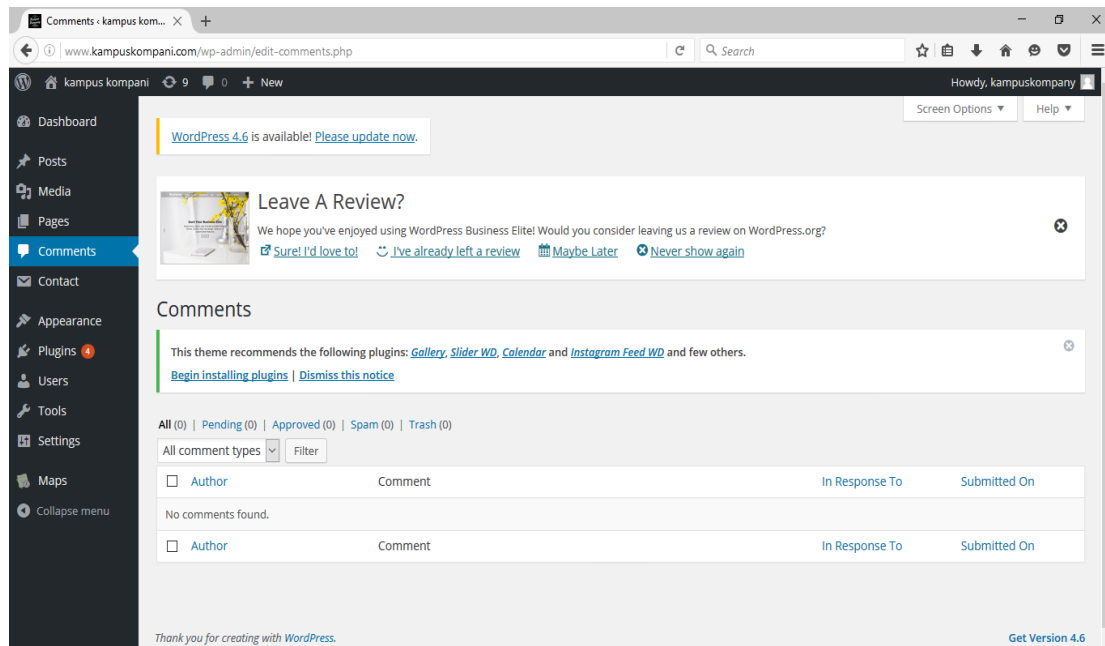 Comments ‹ kampus kom...
www.kampuskompani.com/wp-admin/edit-comments.php
Search
kampus kompani 9 0 New
Howdy, kampuskompany
Screen Options Help
Dashboard
Posts
Media
Pages
Comments
Contact
Appearance
Plugins 4
Users
Tools
Settings
Maps
Collapse menu
WordPress 4.6 is available! Please update now.
Leave A Review?
We hope you've enjoyed using WordPress Business Elite! Would you consider leaving us a review on WordPress.org?
Sure! I'd love to! I've already left a review Maybe Later Never show again
Comments
This theme recommends the following plugins: Gallery, Slider WD, Calendar and Instagram Feed WD and few others.
Begin installing plugins | Dismiss this notice
All (0) | Pending (0) | Approved (0) | Spam (0) | Trash (0)
All comment types Filter
Author Comment In Response To Submitted On
No comments found.
Author Comment In Response To Submitted On
Thank you for creating with WordPress.
Get Version 4.6